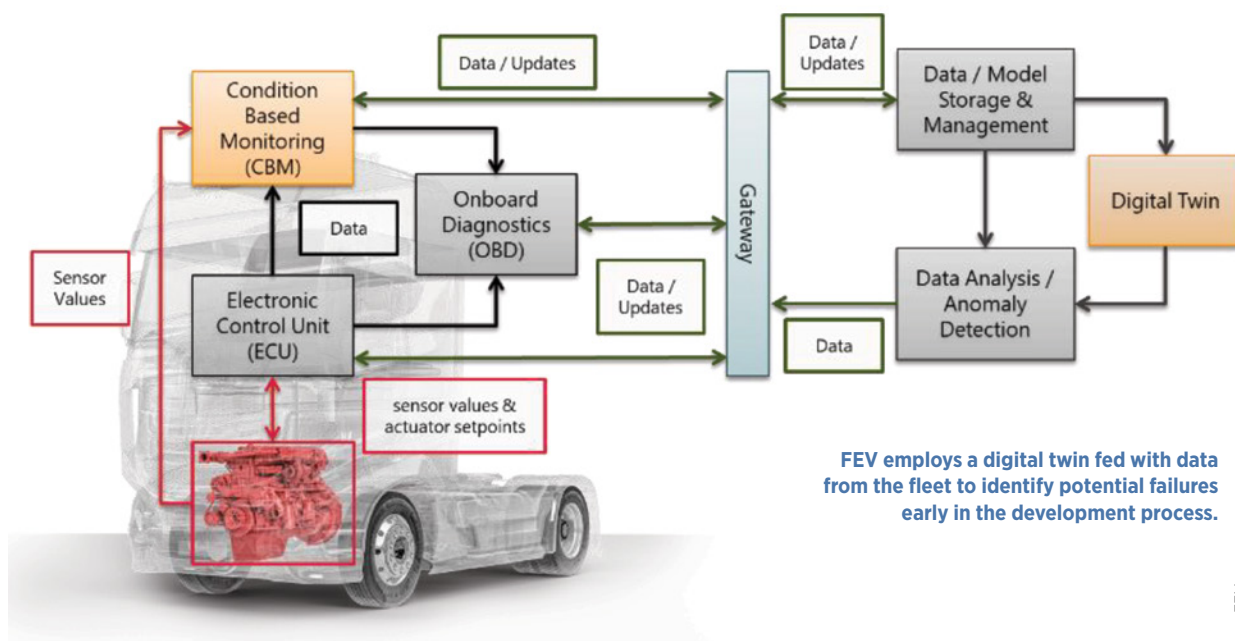 Data / Updates
Data /
Updates
Condition
Based
Monitoring
(CBM)
Data / Model
Storage &
Management
Onboard
Diagnostics
(OBD)
Gateway
Digital Twin
Data
Sensor
Values
Electronic
Control Unit
(ECU)
Data /
Updates
Data Analysis /
Anomaly
Detection
Data
sensor values &
actuator setpoints
FEV employs a digital twin fed with data
from the fleet to identify potential failures
early in the development process.